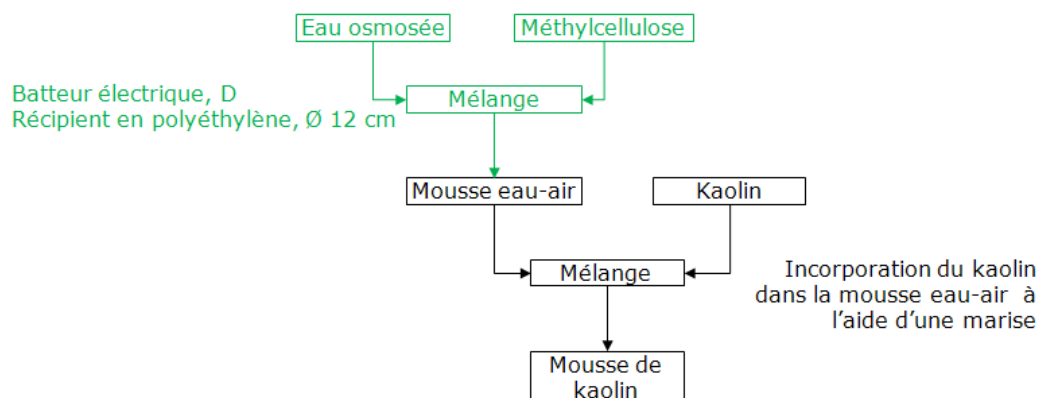 Eau osmosée
Méthylcellulose
Batteur électrique, D
Récipient en polyéthylène, Ø 12 cm
Mélange
Mousse eau-air
Kaolin
Mélange
Incorporation du kaolin
dans la mousse eau-air à
l'aide d'une marise
Mousse de
kaolin